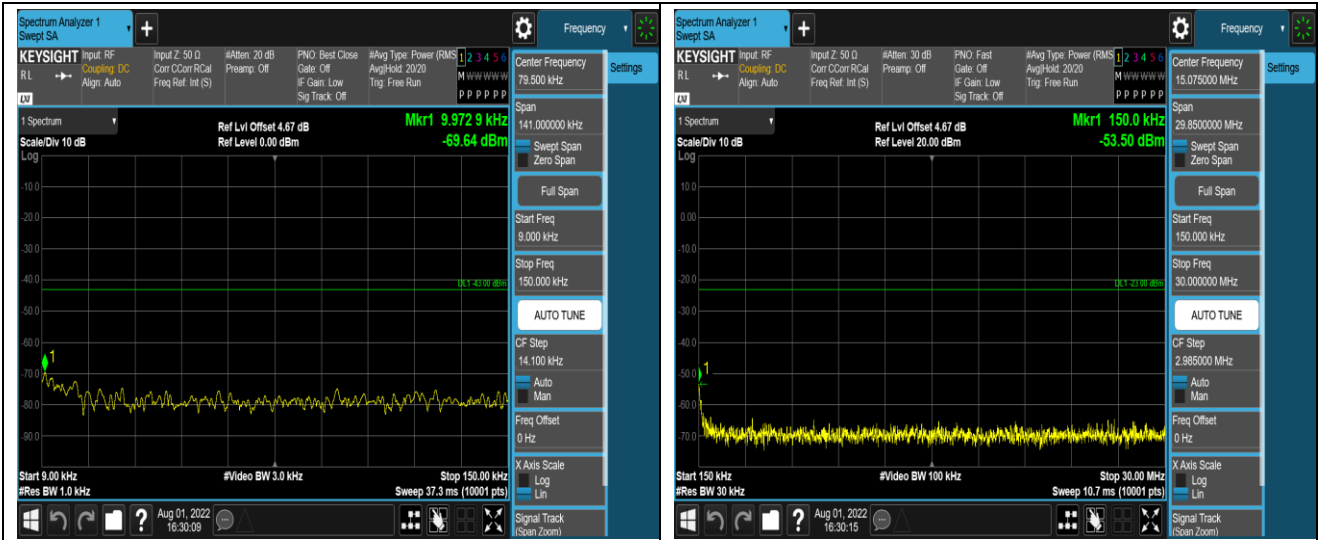 Spectrum Analyzer 1
Swept SA
Frequency
KEYSIGHT
RL
LXI
Input: RF
Coupling: DC
Align: Auto
Input Z: 50 Ω
Corr CCorr RCal
Freq Ref: Int (S)
#Atten: 20 dB
Preamp: Off
PNO: Best Close
Gate: Off
IF Gain: Low
Sig Track: Off
#Avg Type: Power (RMS
Avg|Hold: 20/20
Trig: Free Run
1 2 3 4 5 6
M W W W W W
P P P P P P
Center Frequency
79.500 kHz
Settings
Span
141.000000 kHz
Swept Span
Zero Span
Full Span
Start Freq
9.000 kHz
Stop Freq
150.000 kHz
AUTO TUNE
CF Step
14.100 kHz
Auto
Man
Freq Offset
0 Hz
X Axis Scale
Log
Lin
Signal Track
(Span Zoom)
1 Spectrum
Scale/Div 10 dB
Log
Ref Lvl Offset 4.67 dB
Ref Level 0.00 dBm
Mkr1 9.972 9 kHz
-69.64 dBm
-10.0
-20.0
-30.0
-40.0
DL1 -43.00 dBm
-50.0
-60.0
1
-70.0
-80.0
-90.0
Start 9.00 kHz
#Video BW 3.0 kHz
Stop 150.00 kHz
#Res BW 1.0 kHz
Sweep 37.3 ms (10001 pts)
?
Aug 01, 2022
16:30:09
Spectrum Analyzer 1
Swept SA
Frequency
KEYSIGHT
RL
LXI
Input: RF
Coupling: DC
Align: Auto
Input Z: 50 Ω
Corr CCorr RCal
Freq Ref: Int (S)
#Atten: 30 dB
Preamp: Off
PNO: Fast
Gate: Off
IF Gain: Low
Sig Track: Off
#Avg Type: Power (RMS
Avg|Hold: 20/20
Trig: Free Run
1 2 3 4 5 6
M W W W W W
P P P P P P
Center Frequency
15.075000 MHz
Settings
Span
29.8500000 MHz
Swept Span
Zero Span
Full Span
Start Freq
150.000 kHz
Stop Freq
30.000000 MHz
AUTO TUNE
CF Step
2.985000 MHz
Auto
Man
Freq Offset
0 Hz
X Axis Scale
Log
Lin
Signal Track
(Span Zoom)
1 Spectrum
Scale/Div 10 dB
Log
Ref Lvl Offset 4.67 dB
Ref Level 20.00 dBm
Mkr1 150.0 kHz
-53.50 dBm
10.0
0.00
-10.0
-20.0
DL1 -23.00 dBm
-30.0
-40.0
1
-50.0
-60.0
-70.0
Start 150 kHz
#Video BW 100 kHz
Stop 30.00 MHz
#Res BW 30 kHz
Sweep 10.7 ms (10001 pts)
?
Aug 01, 2022
16:30:15